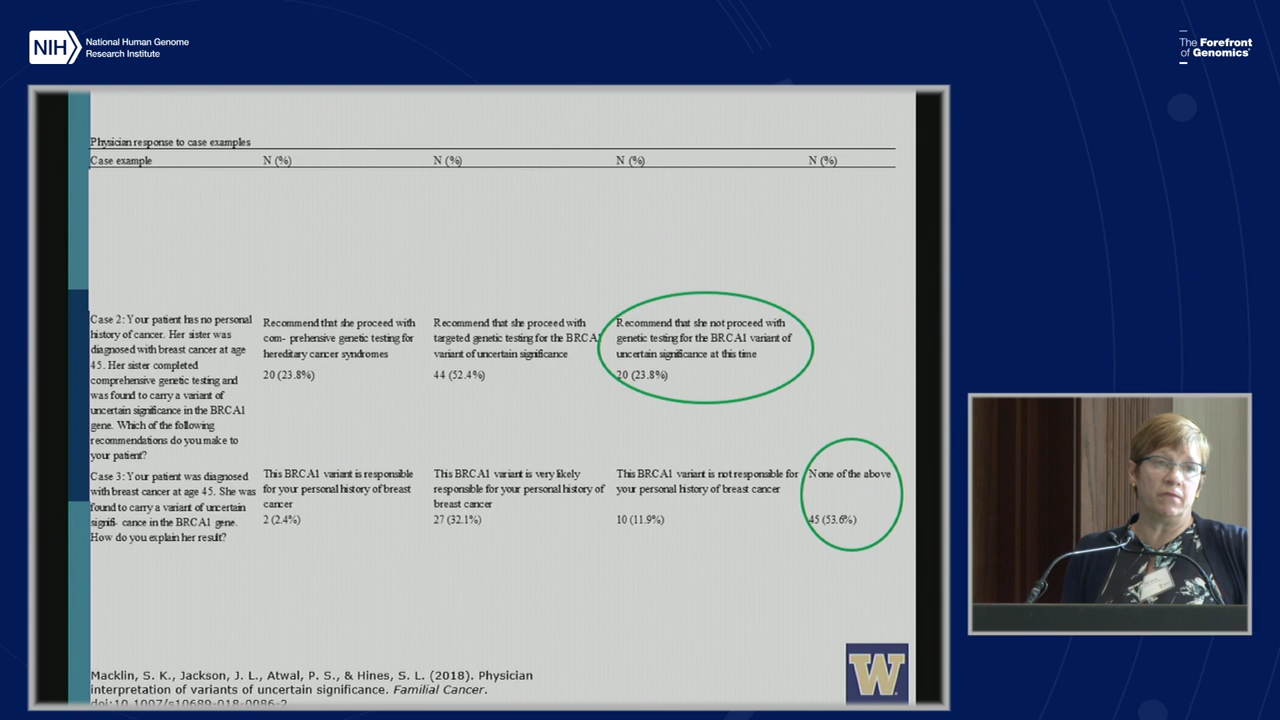 NIH National Human Genome
Research Institute
The Forefront
of Genomics
Physician response to case examples
Case example N (%) N (%) N (%) N (%)
Case 2: Your patient has no personal
history of cancer. Her sister was
diagnosed with breast cancer at age
45. Her sister completed
comprehensive genetic testing and
was found to carry a variant of
uncertain significance in the BRCA1
gene. Which of the following
recommendations do you make to
your patient?
Recommend that she proceed with
com- prehensive genetic testing for
hereditary cancer syndromes
20 (23.8%)
Recommend that she proceed with
targeted genetic testing for the BRCA1
variant of uncertain significance
44 (52.4%)
Recommend that she not proceed with
genetic testing for the BRCA1 variant of
uncertain significance at this time
20 (23.8%)
Case 3: Your patient was diagnosed
with breast cancer at age 45. She was
found to carry a variant of uncertain
signifi- cance in the BRCA1 gene.
How do you explain her result?
This BRCA1 variant is responsible
for your personal history of breast
cancer
2 (2.4%)
This BRCA1 variant is very likely
responsible for your personal history of
breast cancer
27 (32.1%)
This BRCA1 variant is not responsible for
your personal history of breast cancer
10 (11.9%)
None of the above
45 (53.6%)
W
Macklin, S. K., Jackson, J. L., Atwal, P. S., & Hines, S. L. (2018). Physician
interpretation of variants of uncertain significance. Familial Cancer.
doi:10.1007/s10689-018-0086-2